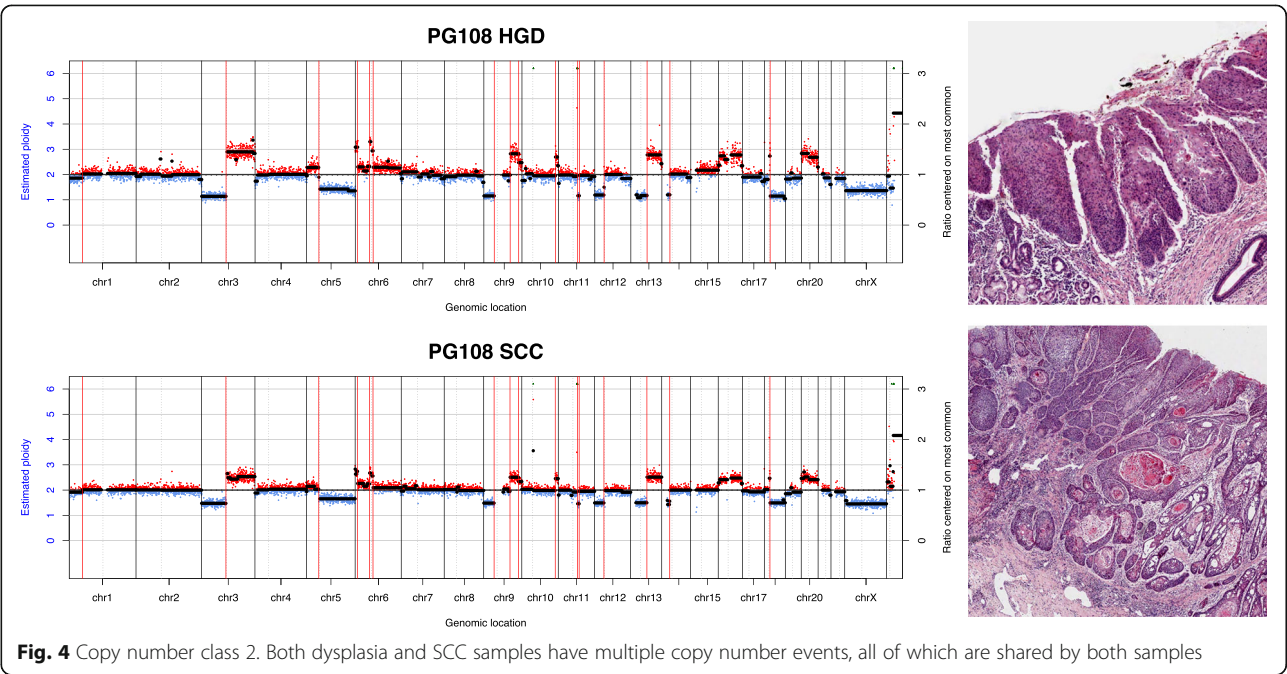 PG108 HGD
6
5
4
3
2
1
0
Estimated ploidy
3
2
1
0
Ratio centered on most common
chr1 chr2 chr3 chr4 chr5 chr6 chr7 chr8 chr9 chr10 chr11 chr12 chr13 chr15 chr17 chr20 chrX
Genomic location
PG108 SCC
6
5
4
3
2
1
0
Estimated ploidy
3
2
1
0
Ratio centered on most common
chr1 chr2 chr3 chr4 chr5 chr6 chr7 chr8 chr9 chr10 chr11 chr12 chr13 chr15 chr17 chr20 chrX
Genomic location
Fig. 4 Copy number class 2. Both dysplasia and SCC samples have multiple copy number events, all of which are shared by both samples